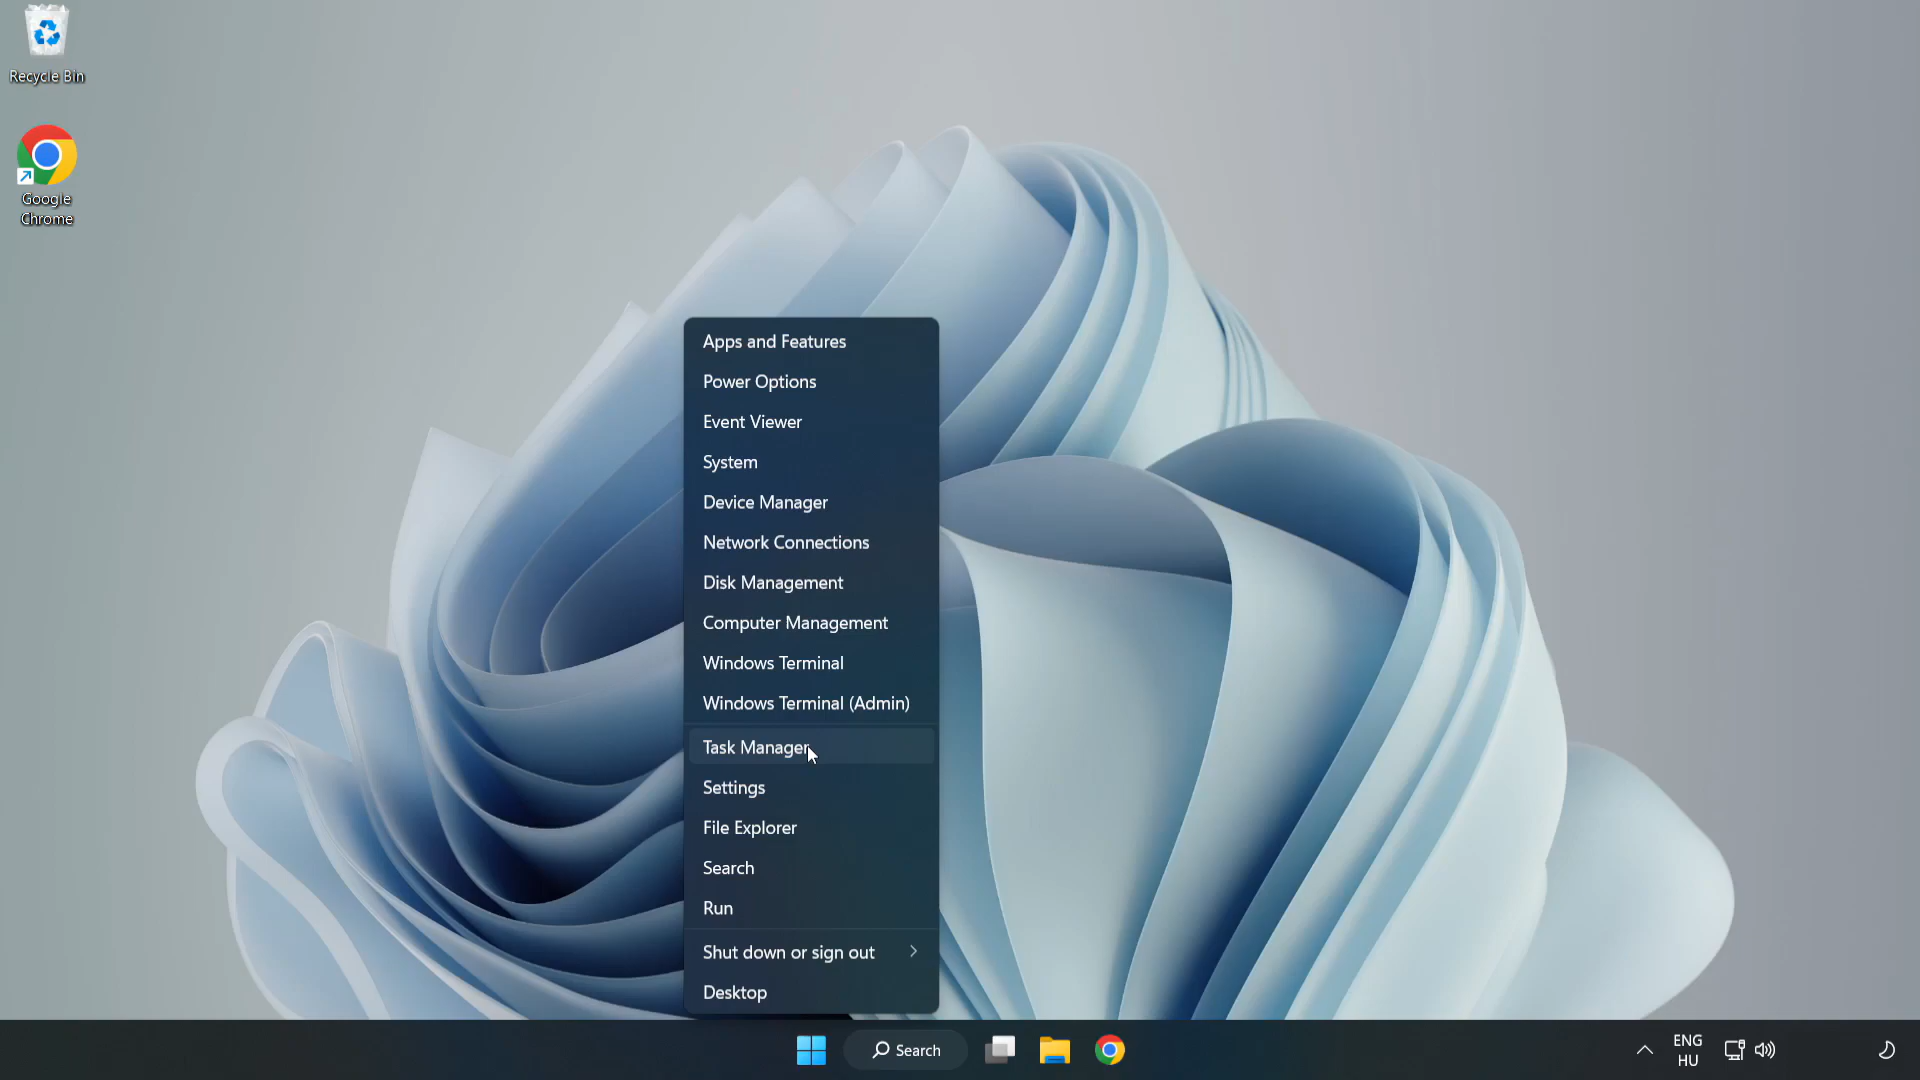 Recycle Bin
Google
Chrome
Apps and Features
Power Options
Event Viewer
System
Device Manager
Network Connections
Disk Management
Computer Management
Windows Terminal
Windows Terminal (Admin)
Task Manager
Settings
File Explorer
Search
Run
Shut down or sign out
Desktop
Search
ENG
HU